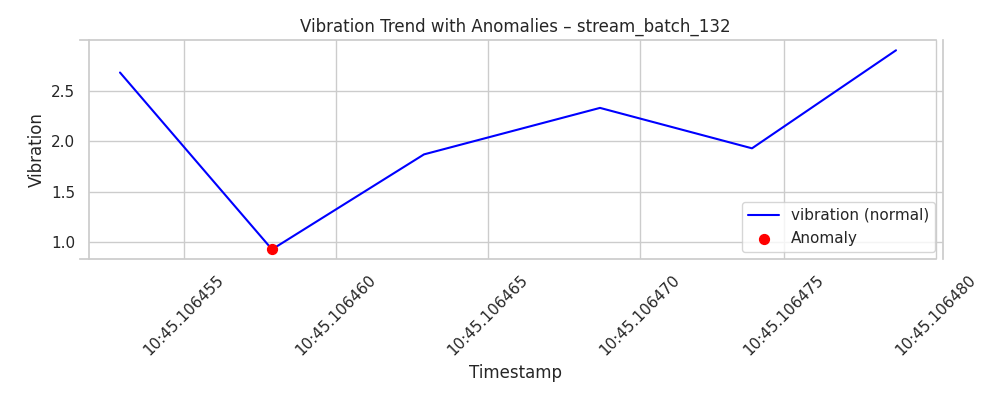 Vibration Trend with Anomalies – stream_batch_132
Vibration
2.5
2.0
1.5
1.0
vibration (normal)
Anomaly
10:45.106455
10:45.106460
10:45.106465
10:45.106470
10:45.106475
10:45.106480
Timestamp